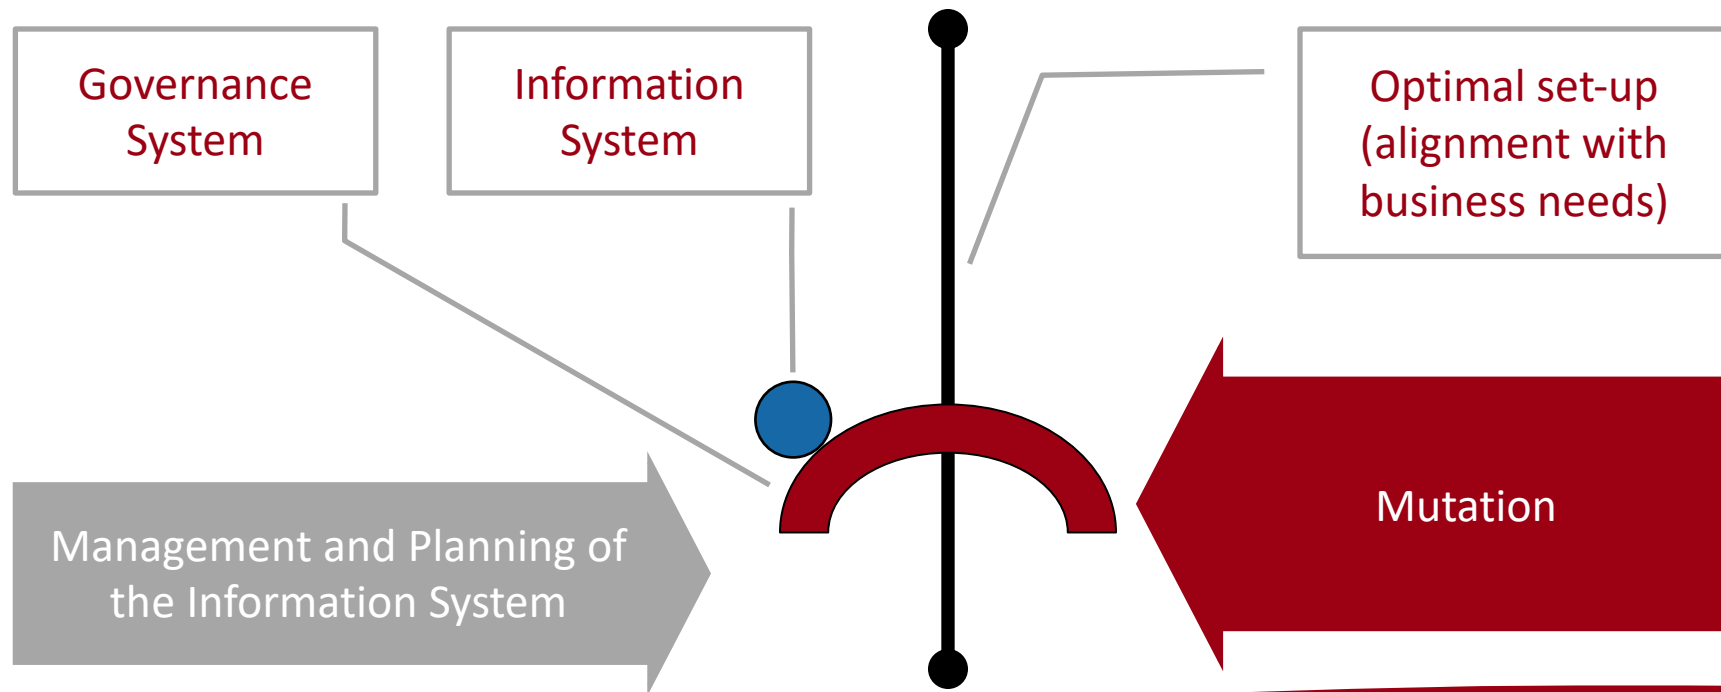 Governance
System
Information
System
Optimal set-up
(alignment with
business needs)
Mutation
Management and Planning of
the Information System